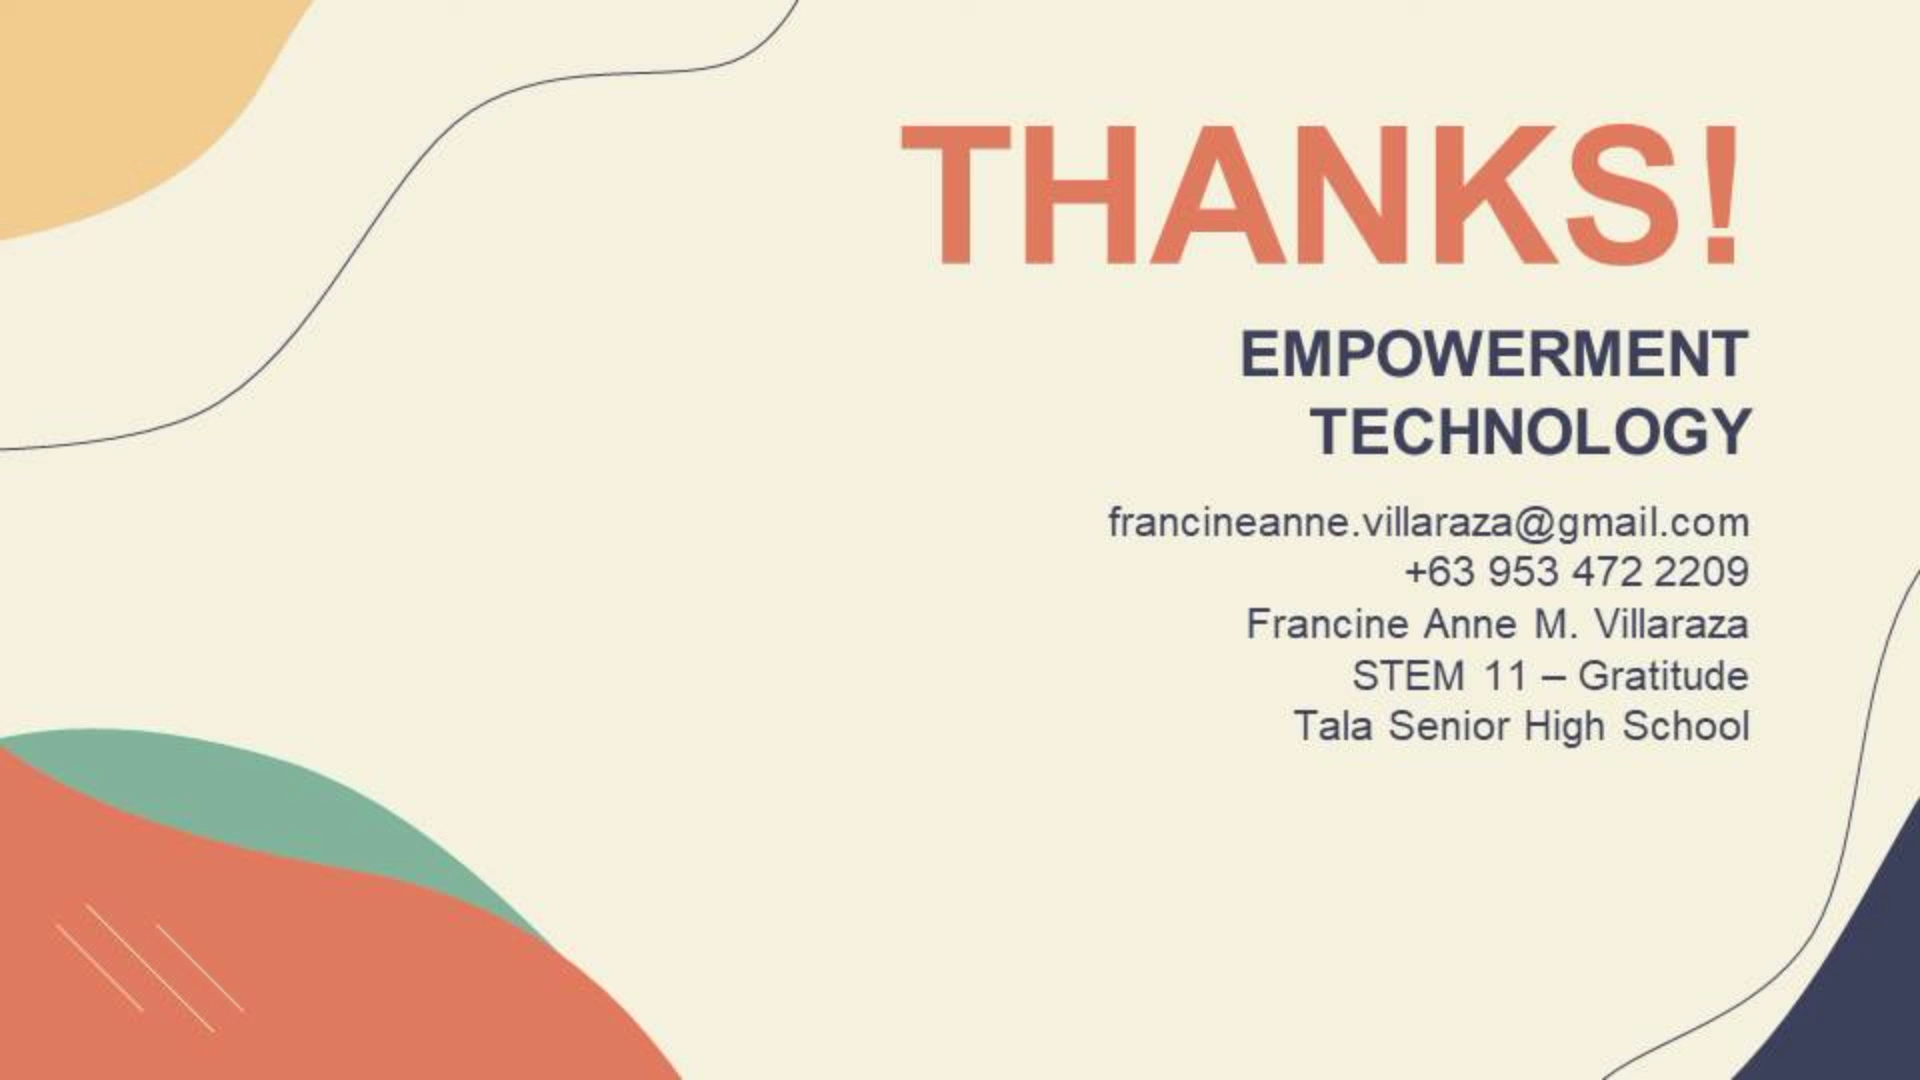 THANKS!
EMPOWERMENT
TECHNOLOGY
francineanne.villaraza@gmail.com
+63 953 472 2209
Francine Anne M. Villaraza
STEM 11 – Gratitude
Tala Senior High School